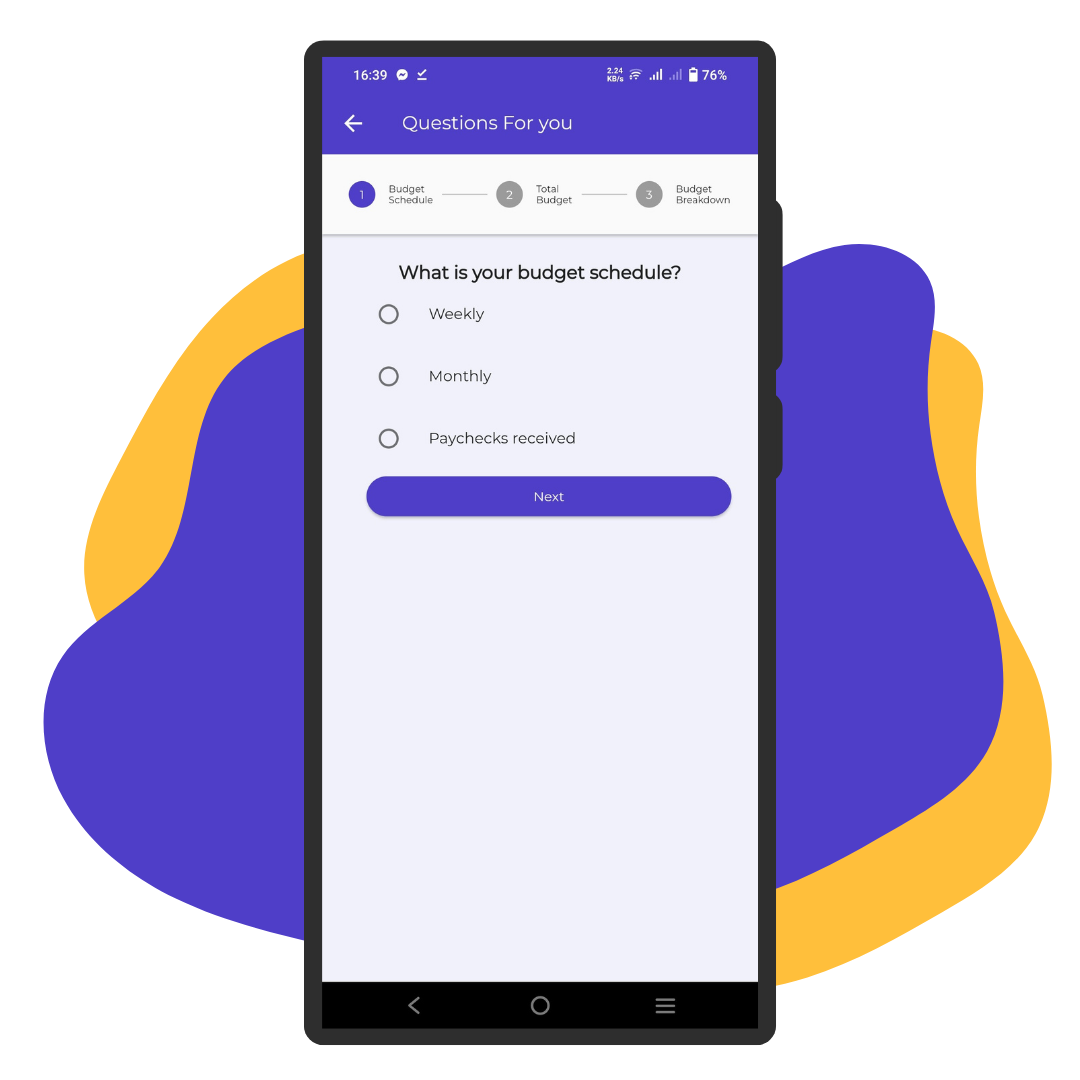 16:39
2.24
KB/s
76%
Questions For you
1
Budget
Schedule
2
Total
Budget
3
Budget
Breakdown
What is your budget schedule?
Weekly
Monthly
Paychecks received
Next